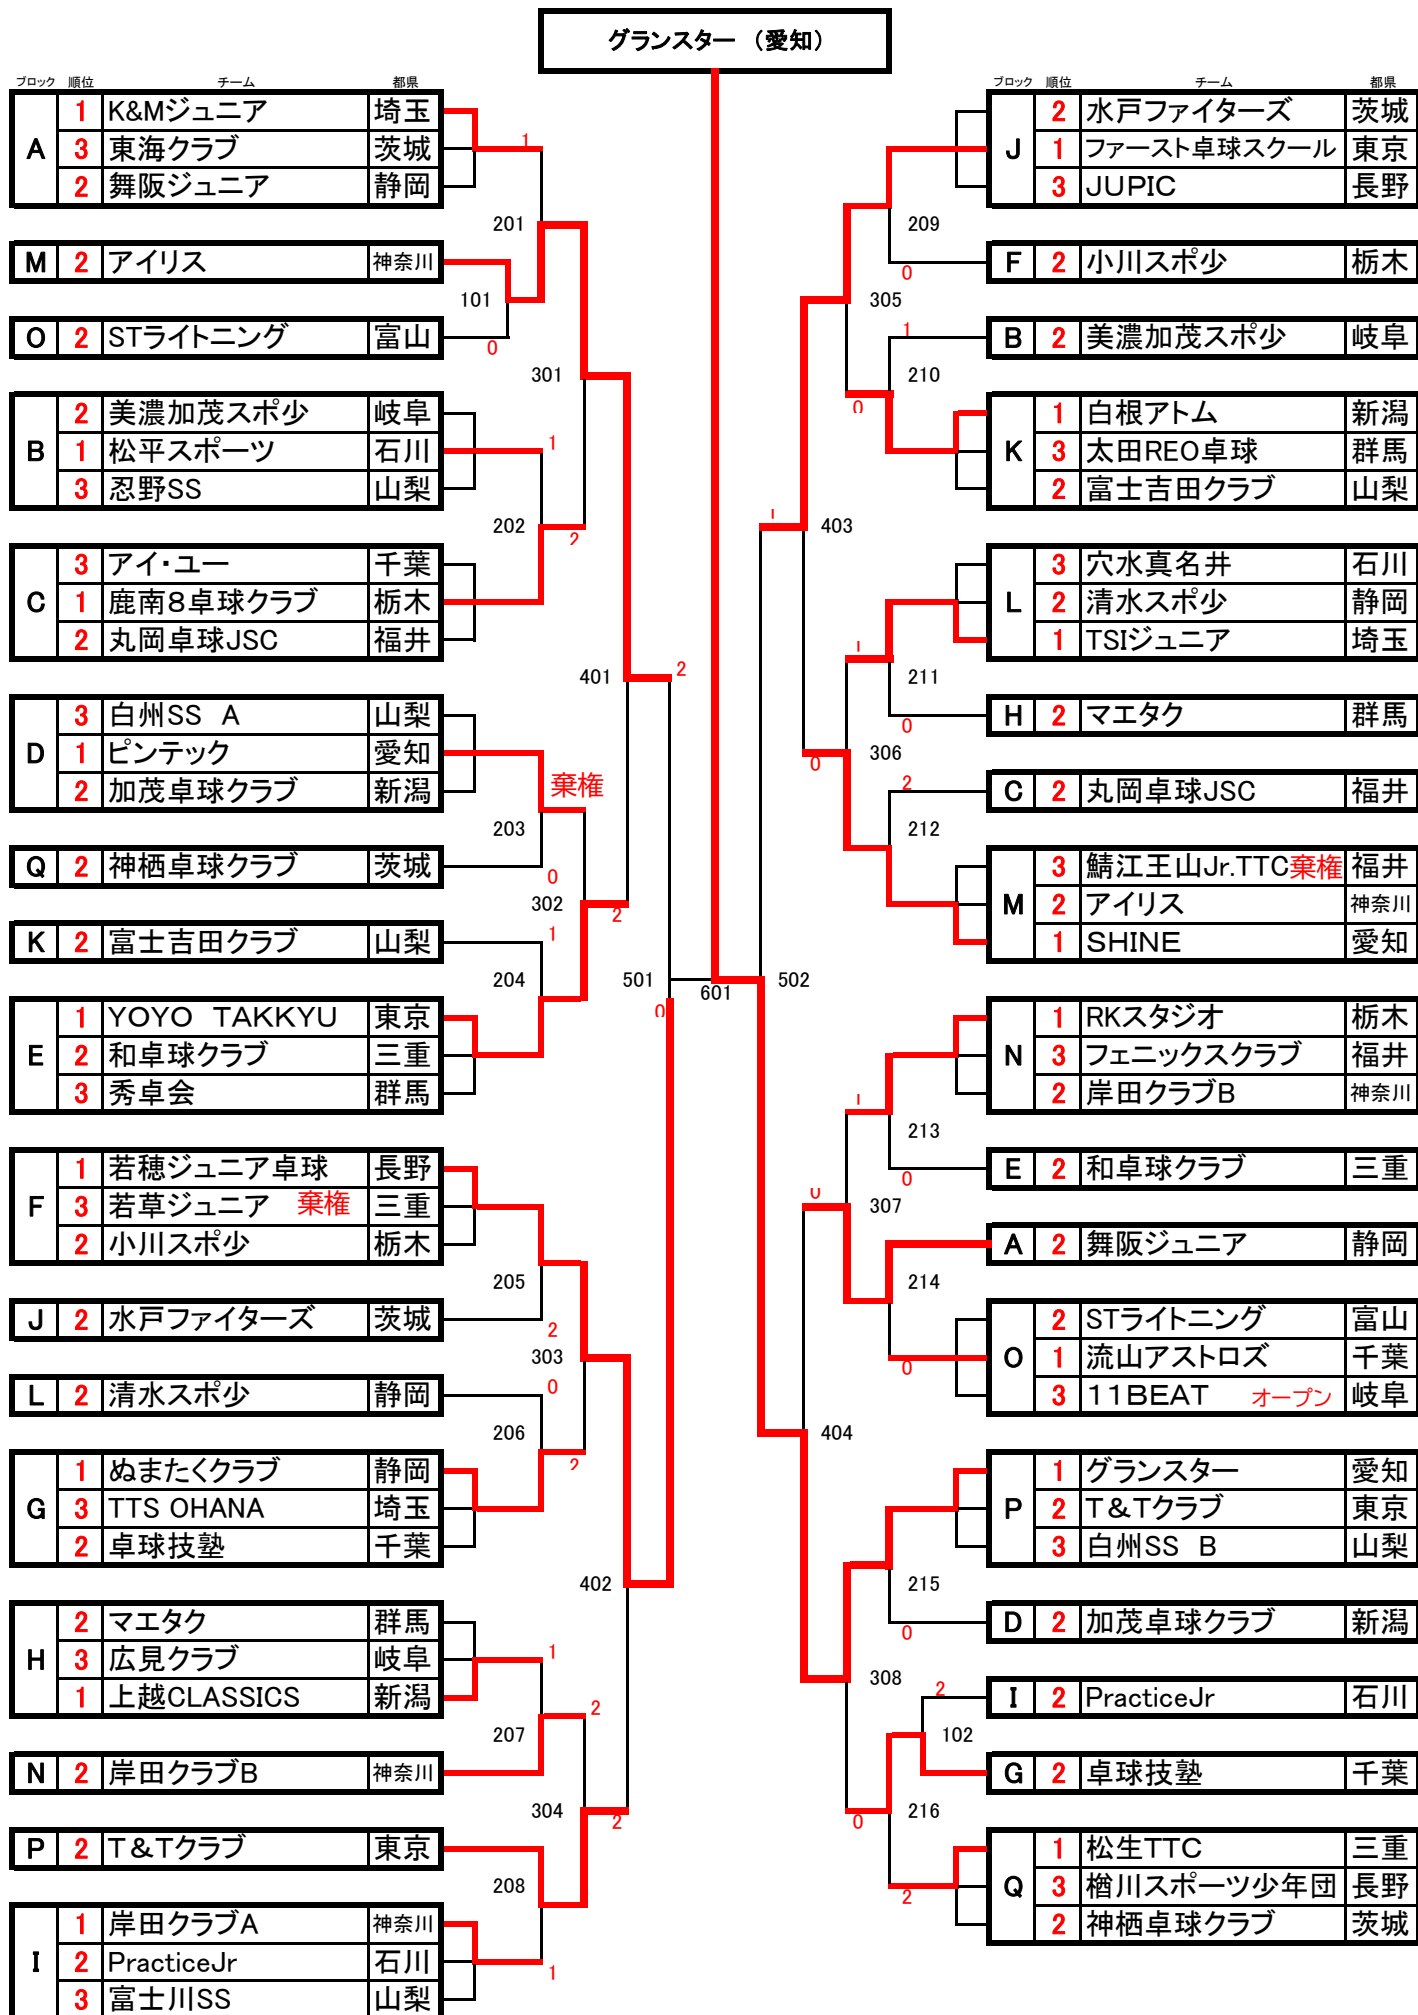 グランスター （愛知）
ブロック 順位 チーム 都県
A 1 K&Mジュニア 埼玉
3 東海クラブ 茨城
2 舞阪ジュニア 静岡
1
201
M 2 アイリス 神奈川
101
O 2 STライトニング 富山
0
301
B 2 美濃加茂スポ少 岐阜
1 松平スポーツ 石川
3 忍野SS 山梨
1
202
2
C 3 アイ・ユー 千葉
1 鹿南8卓球クラブ 栃木
2 丸岡卓球JSC 福井
401
2
D 3 白州SS A 山梨
1 ピンテック 愛知
2 加茂卓球クラブ 新潟
棄権
203
Q 2 神栖卓球クラブ 茨城
0
302
2
K 2 富士吉田クラブ 山梨
1
204
501
0
601
E 1 YOYO TAKKYU 東京
2 和卓球クラブ 三重
3 秀卓会 群馬
F 1 若穂ジュニア卓球 長野
3 若草ジュニア 棄権 三重
2 小川スポ少 栃木
205
J 2 水戸ファイターズ 茨城
2
303
L 2 清水スポ少 静岡
0
206
2
G 1 ぬまたくクラブ 静岡
3 TTS OHANA 埼玉
2 卓球技塾 千葉
402
H 2 マエタク 群馬
3 広見クラブ 岐阜
1 上越CLASSICS 新潟
1
2
207
N 2 岸田クラブB 神奈川
304
2
P 2 T&Tクラブ 東京
208
I 1 岸田クラブA 神奈川
2 PracticeJr 石川
3 富士川SS 山梨
1
ブロック 順位 チーム 都県
J 2 水戸ファイターズ 茨城
1 ファースト卓球スクール 東京
3 JUPIC 長野
209
F 2 小川スポ少 栃木
0
305
B 2 美濃加茂スポ少 岐阜
1
210
0
K 1 白根アトム 新潟
3 太田REO卓球 群馬
2 富士吉田クラブ 山梨
1
403
L 3 穴水真名井 石川
2 清水スポ少 静岡
1 TSIジュニア 埼玉
1
211
H 2 マエタク 群馬
0
306
0
C 2 丸岡卓球JSC 福井
2
212
M 3 鯖江王山Jr.TTC棄権 福井
2 アイリス 神奈川
1 SHINE 愛知
502
N 1 RKスタジオ 栃木
3 フェニックスクラブ 福井
2 岸田クラブB 神奈川
1
213
E 2 和卓球クラブ 三重
0
0
307
A 2 舞阪ジュニア 静岡
214
O 2 STライトニング 富山
1 流山アストロズ 千葉
3 11BEAT オープン 岐阜
0
404
P 1 グランスター 愛知
2 T&Tクラブ 東京
3 白州SS B 山梨
215
D 2 加茂卓球クラブ 新潟
0
308
I 2 PracticeJr 石川
2
102
G 2 卓球技塾 千葉
216
0
Q 1 松生TTC 三重
3 楢川スポーツ少年団 長野
2 神栖卓球クラブ 茨城
2